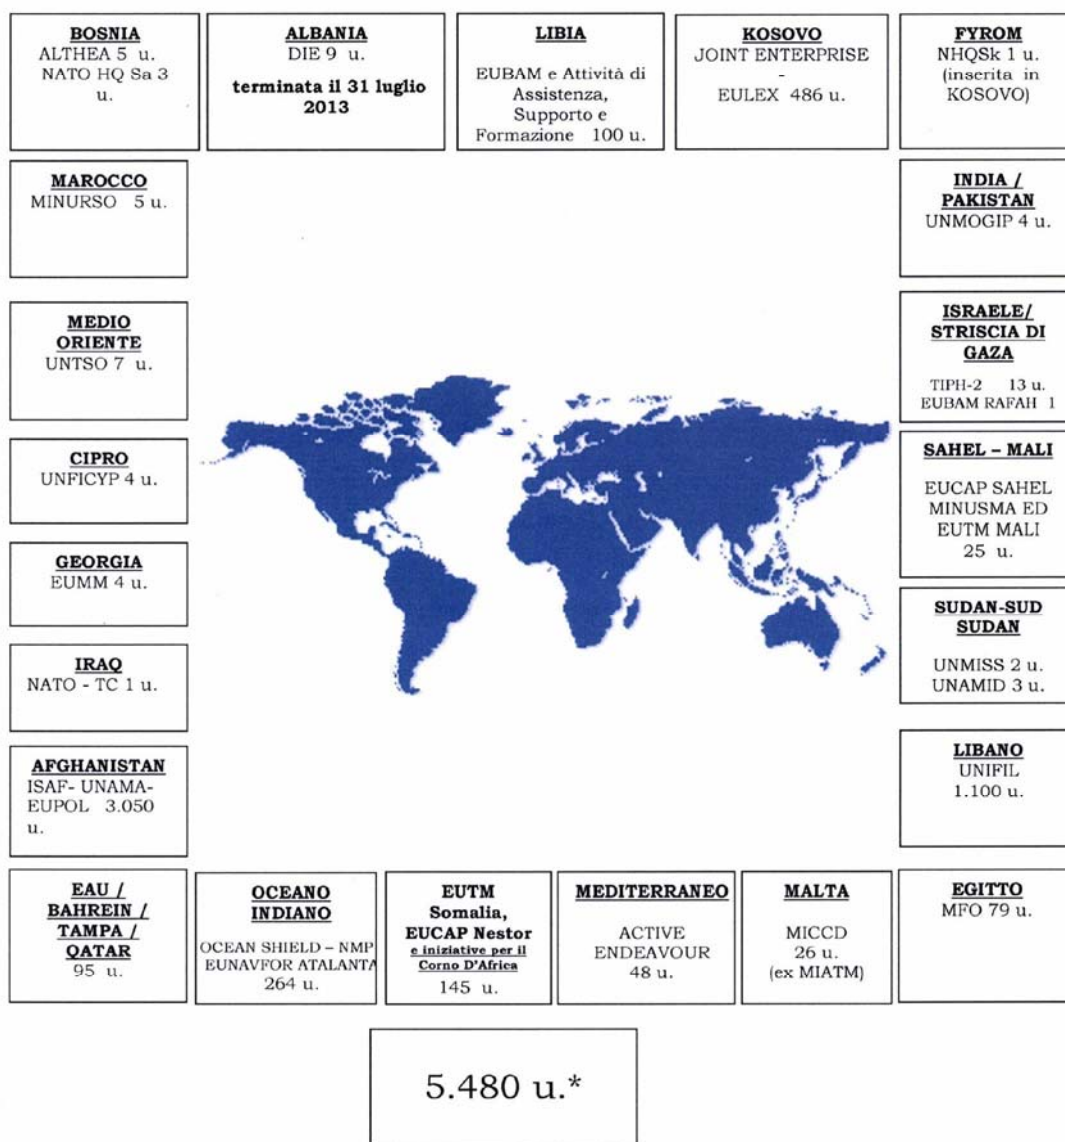 BOSNIA
ALTHEA 5 u.
NATO HQ Sa 3
u.
ALBANIA
DIE 9 u.
terminata il 31 luglio
2013
LIBIA
EUBAM e Attività di
Assistenza,
Supporto e
Formazione 100 u.
KOSOVO
JOINT ENTERPRISE
-
EULEX 486 u.
FYROM
NHQSk 1 u.
(inserita in
KOSOVO)
MAROCCO
MINURSO 5 u.
INDIA /
PAKISTAN
UNMOGIP 4 u.
MEDIO
ORIENTE
UNTSO 7 u.
ISRAELE/
STRISCIA DI
GAZA
TIPH-2 13 u.
EUBAM RAFAH 1
CIPRO
UNFICYP 4 u.
SAHEL – MALI
EUCAP SAHEL
MINUSMA ED
EUTM MALI
25 u.
GEORGIA
EUMM 4 u.
SUDAN-SUD
SUDAN
UNMISS 2 u.
UNAMID 3 u.
IRAQ
NATO - TC 1 u.
AFGHANISTAN
ISAF- UNAMA-
EUPOL 3.050
u.
LIBANO
UNIFIL
1.100 u.
EAU /
BAHREIN /
TAMPA /
QATAR
95 u.
OCEANO
INDIANO
OCEAN SHIELD – NMP
EUNAVFOR ATALANTA
264 u.
EUTM
Somalia,
EUCAP Nestor
e iniziative per il
Corno D'Africa
145 u.
MEDITERRANEO
ACTIVE
ENDEAVOUR
48 u.
MALTA
MICCD
26 u.
(ex MIATM)
EGITTO
MFO 79 u.
5.480 u.*